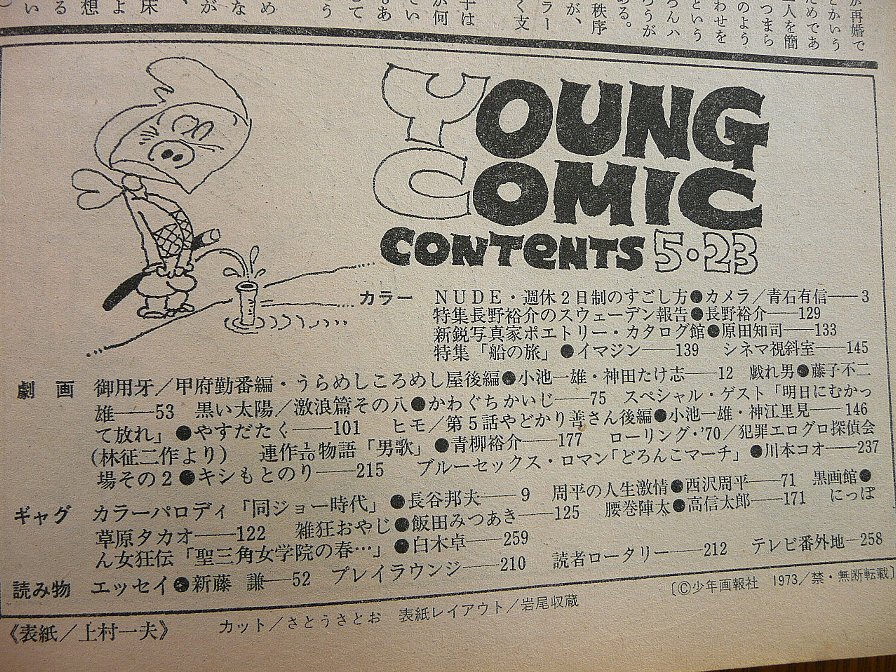 YOUNG
COMIC
CONTENTS 5・23
カラー NUDE・週休2日制のすごし方●カメラ/青石有信──3
特集長野裕介のスウェーデン報告●長野裕介──129
新鋭写真家ポエトリー・カタログ館●原田知司──133
特集「船の旅」●イマジン──139 シネマ視斜室──145
劇画 御用牙/甲府勤番編・うらめしころめし屋後編●小池一雄・神田たけ志──12 戯れ男●藤子不二
雄──53 黒い太陽/激浪篇その八●かわぐちかいじ──75 スペシャル・ゲスト「明日にむかっ
て放れ」●やすだたく──101 ヒモ/第5話やどかり善さん後編●小池一雄・神江里見──146
(林征二作より) 連作1/10物語「男歌」●青柳裕介──177 ローリング・'70/犯罪エログロ探偵会
場その2●キシもとのり──215 ブルーセックス・ロマン「どろんこマーチ」●川本コオ──237
ギャグ カラーパロディ「同ジョー時代」●長谷邦夫──9 周平の人生激情●西沢周平──71 黒画館●
草原タカオ──122 雑狂おやじ●飯田みつあき──125 腰巻陣太●高信太郎──171 にっぽ
ん女狂伝「聖三角女学院の春…」●白木卓──259
読み物 エッセイ●新藤 謙──52 プレイラウンジ──210 読者ロータリー──212 テレビ番外地──258
《表紙/上村一夫》 カット/さとうさとお 表紙レイアウト/岩尾収蔵 〔©少年画報社 1973/禁・無断転載〕